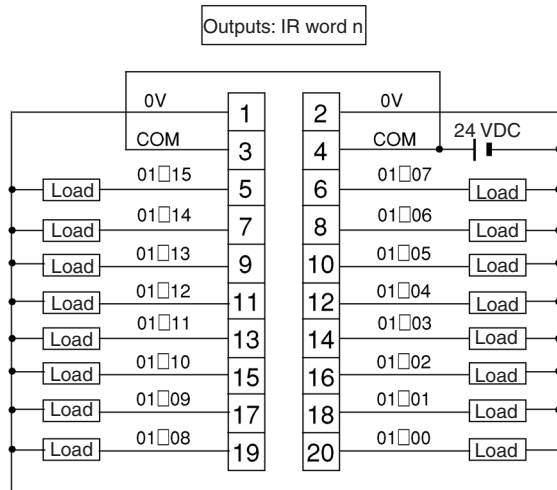 Outputs: IR word n
0V 1 2 0V
COM 3 4 COM 24 VDC
Load 01□15 5 6 01□07 Load
Load 01□14 7 8 01□06 Load
Load 01□13 9 10 01□05 Load
Load 01□12 11 12 01□04 Load
Load 01□11 13 14 01□03 Load
Load 01□10 15 16 01□02 Load
Load 01□09 17 18 01□01 Load
Load 01□08 19 20 01□00 Load